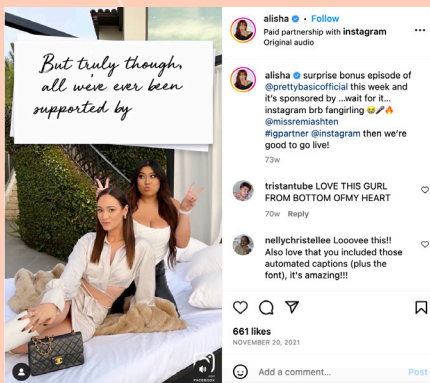 But truly though,
all we've ever been
supported by
FACEBOOK
alisha • Follow
Paid partnership with instagram
Original audio
alisha surprise bonus episode of
@prettybasicofficial this week and
it's sponsored by ...wait for it...
instagram brb fangirling 😂🎤🔥
@missremiashten
#igpartner @instagram then we're
good to go live!
73w
tristantube LOVE THIS GURL
FROM BOTTOM OFMY HEART
70w Reply
nellychristellee Looovee this!!
Also love that you included those
automated captions (plus the
font), it's amazing!!!
661 likes
NOVEMBER 20, 2021
Add a comment...
Post